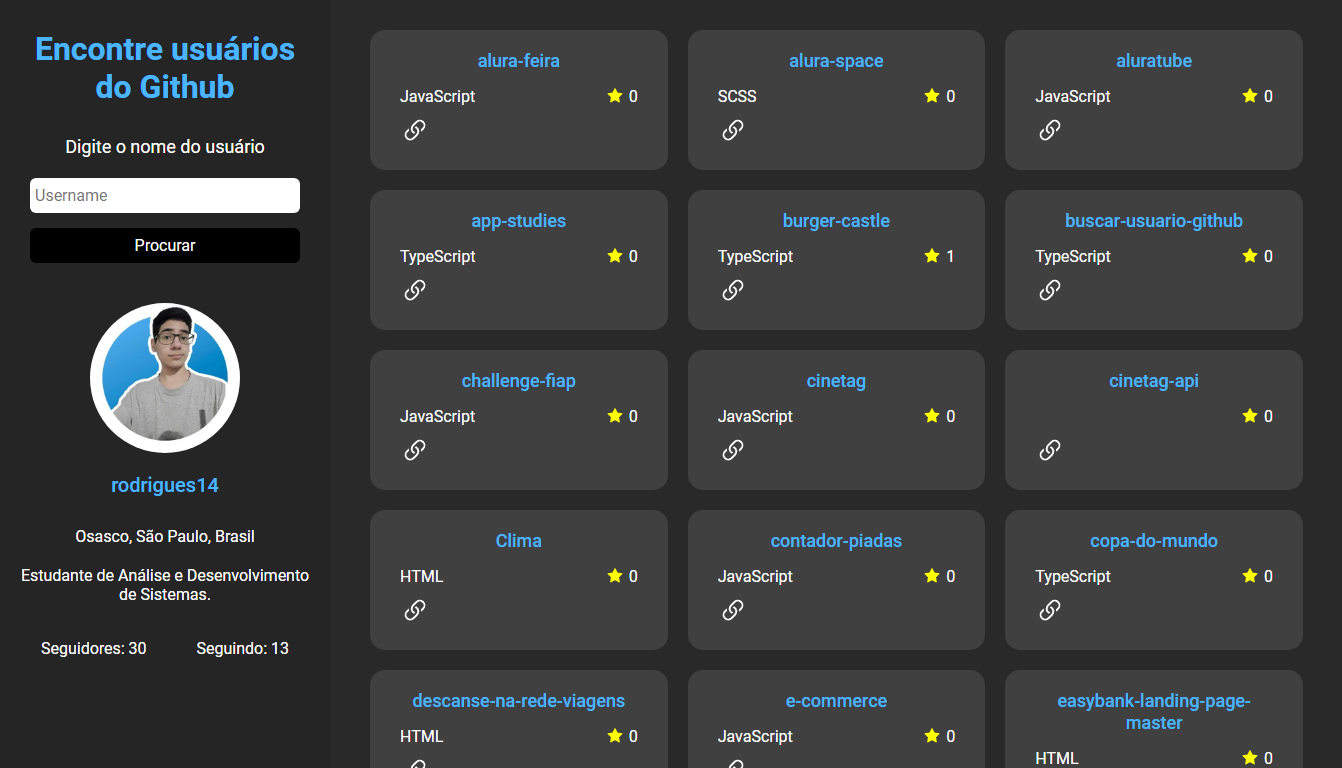 Encontre usuários
do Github
Digite o nome do usuário
Username
Procurar
rodrigues14
Osasco, São Paulo, Brasil
Estudante de Análise e Desenvolvimento
de Sistemas.
Seguidores: 30
Seguindo: 13
alura-feira
JavaScript
0
alura-space
SCSS
0
aluratube
JavaScript
0
app-studies
TypeScript
0
burger-castle
TypeScript
1
buscar-usuario-github
TypeScript
0
challenge-fiap
JavaScript
0
cinetag
JavaScript
0
cinetag-api
0
Clima
HTML
0
contador-piadas
JavaScript
0
copa-do-mundo
TypeScript
0
descanse-na-rede-viagens
HTML
0
e-commerce
JavaScript
0
easybank-landing-page-
master
HTML
0